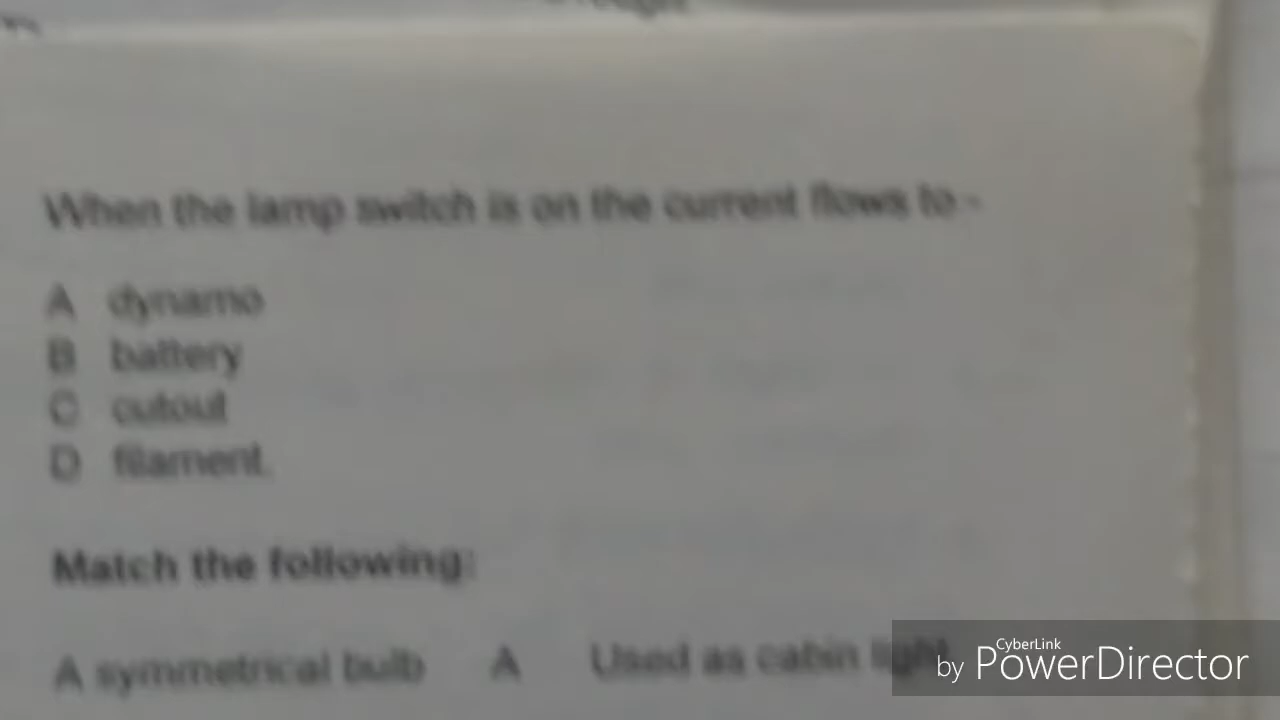 When the lamp switch is on the current flows to -
A dynamo
B battery
C cutout
D filament.
Match the following:
A symmetrical bulb A Used as cabin light
CyberLink
by PowerDirector